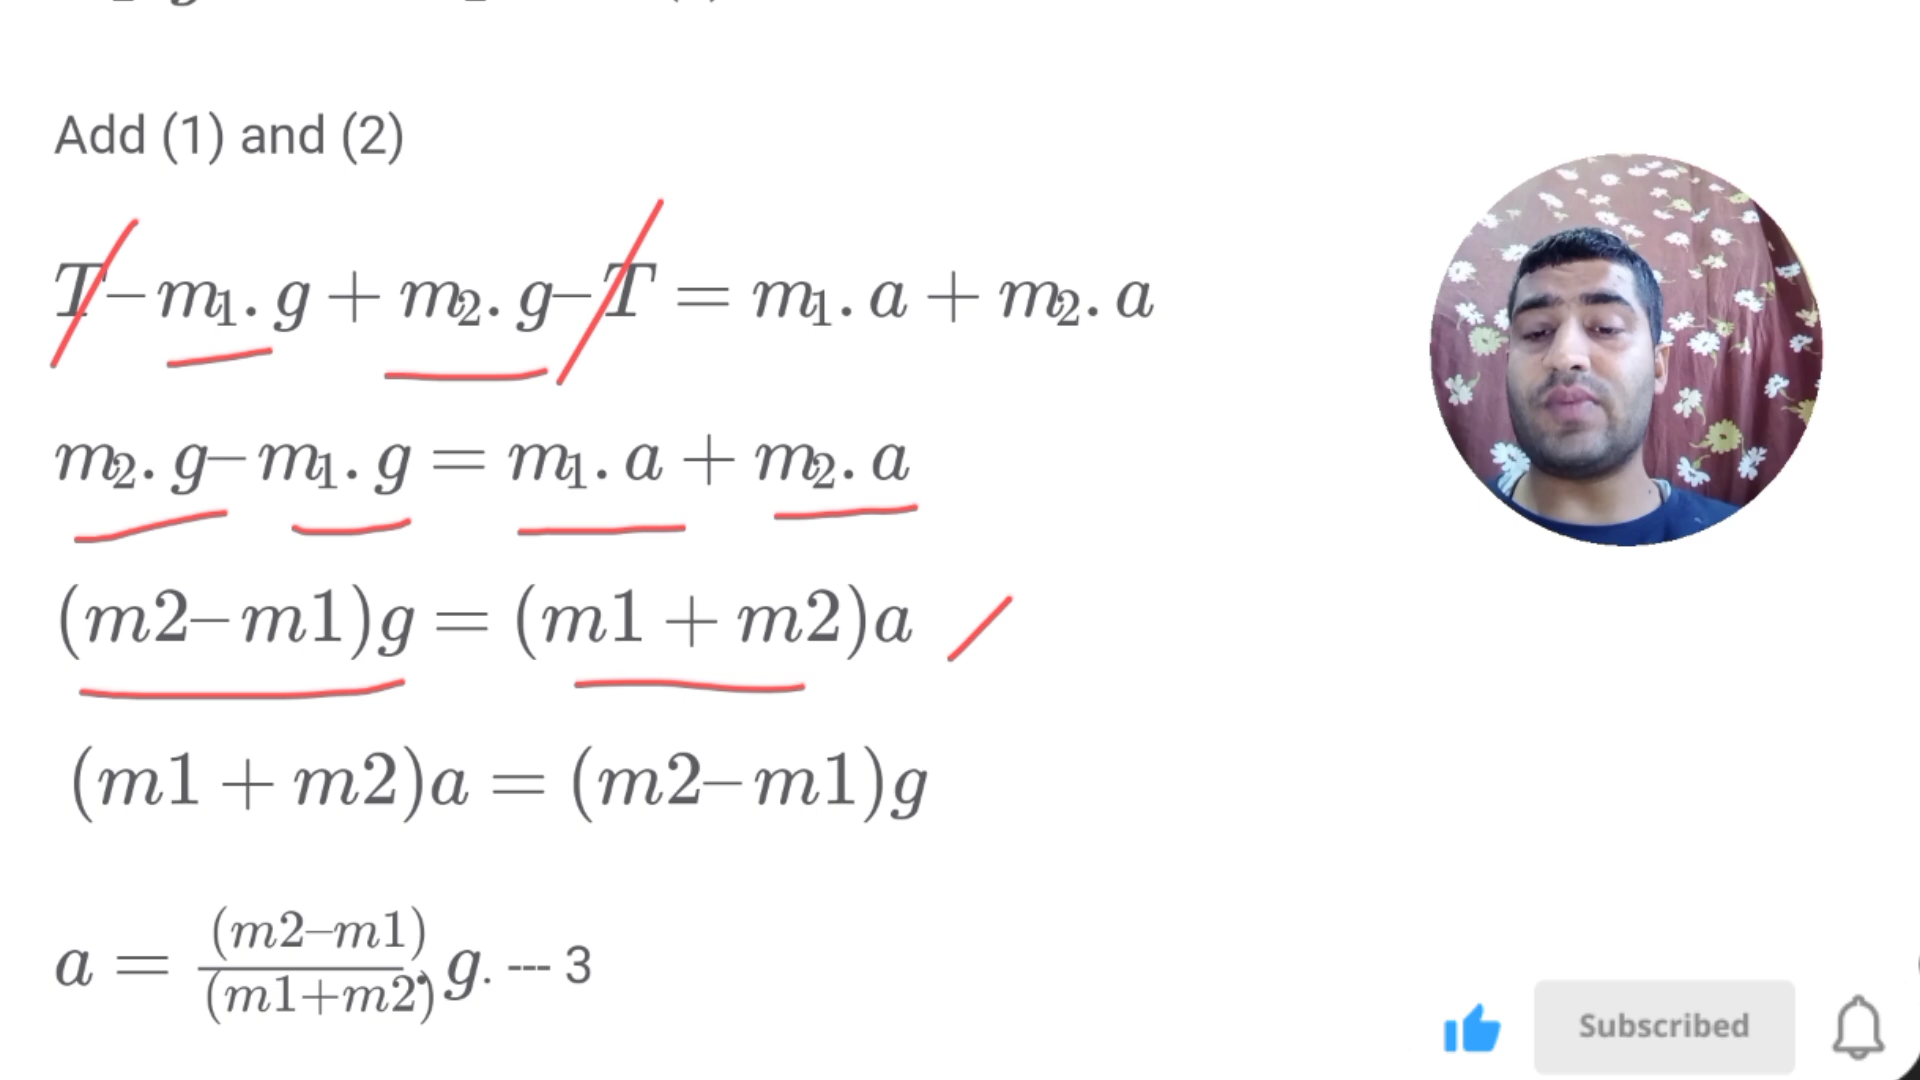 Add (1) and (2)
T−m₁.g + m₂.g−T = m₁.a + m₂.a
m₂.g−m₁.g = m₁.a + m₂.a
(m2−m1)g = (m1 + m2)a
(m1 + m2)a = (m2−m1)g
a = (m2−m1)/(m1+m2).g. --- 3
Subscribed